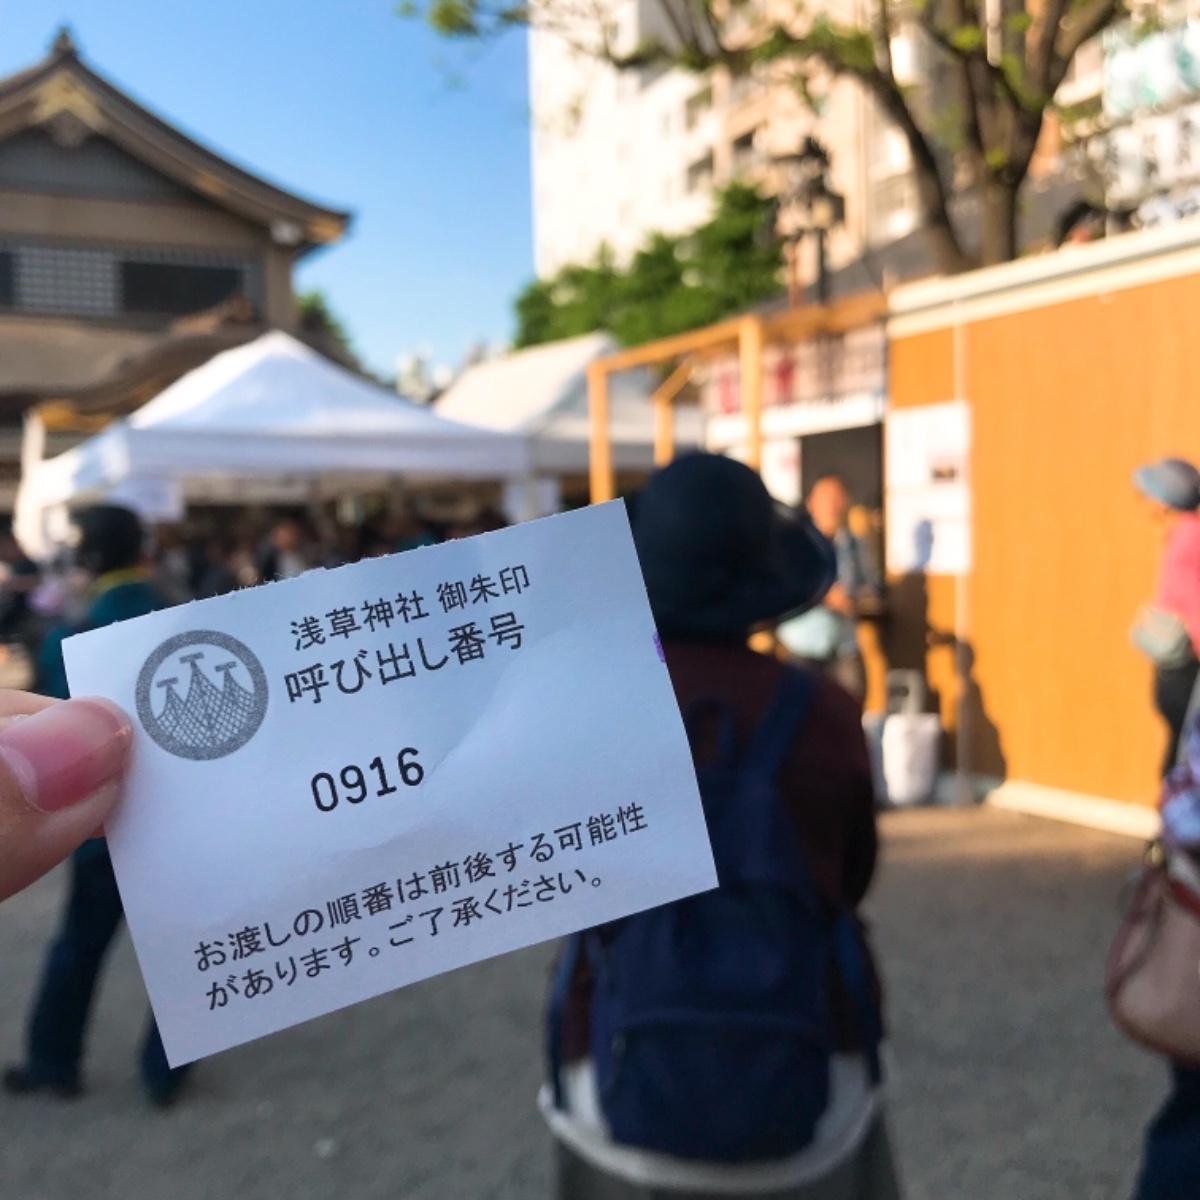 浅草神社 御朱印
呼び出し番号
0916
お渡しの順番は前後する可能性
があります。ご了承ください。